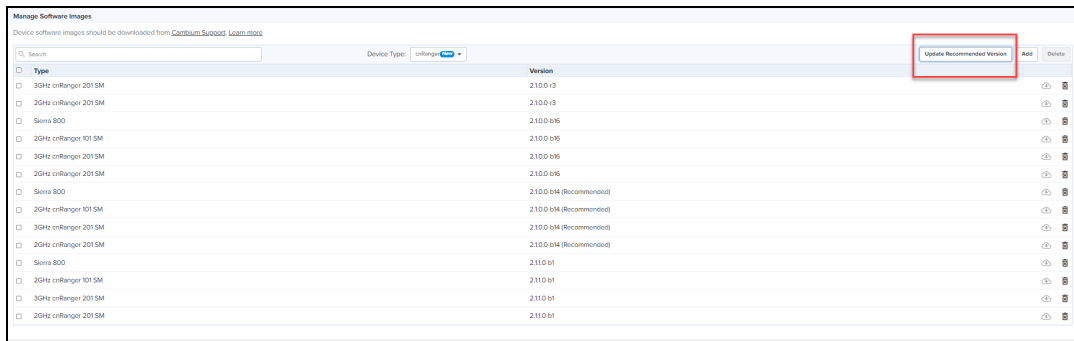 Manage Software Images
Device software images should be downloaded from Cambium Support. Learn more
Search Device Type: cnRanger New Update Recommended Version Add Delete
Type Version
3GHz cnRanger 201 SM 2.1.0.0-r3
2GHz cnRanger 201 SM 2.1.0.0-r3
Sierra 800 2.1.0.0-b16
2GHz cnRanger 101 SM 2.1.0.0-b16
3GHz cnRanger 201 SM 2.1.0.0-b16
2GHz cnRanger 201 SM 2.1.0.0-b16
Sierra 800 2.1.0.0-b14 (Recommended)
2GHz cnRanger 101 SM 2.1.0.0-b14 (Recommended)
3GHz cnRanger 201 SM 2.1.0.0-b14 (Recommended)
2GHz cnRanger 201 SM 2.1.0.0-b14 (Recommended)
Sierra 800 2.1.1.0-b1
2GHz cnRanger 101 SM 2.1.1.0-b1
3GHz cnRanger 201 SM 2.1.1.0-b1
2GHz cnRanger 201 SM 2.1.1.0-b1